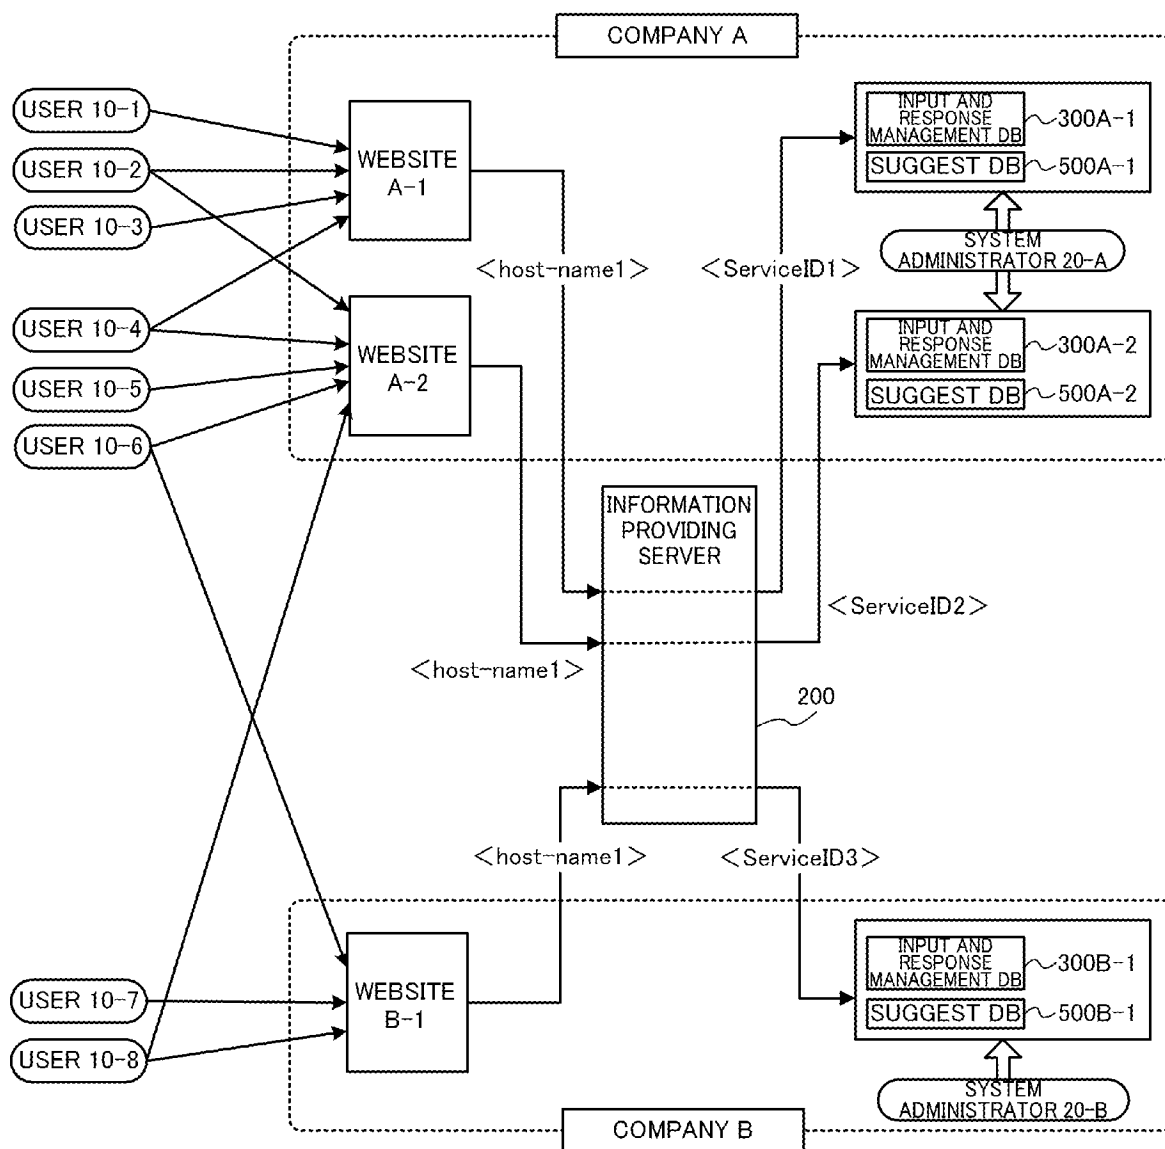 COMPANY A
USER 10-1
USER 10-2
USER 10-3
USER 10-4
USER 10-5
USER 10-6
WEBSITE
A-1
WEBSITE
A-2
<host-name1>
<ServiceID1>
INPUT AND
RESPONSE
MANAGEMENT DB
300A-1
SUGGEST DB
500A-1
SYSTEM
ADMINISTRATOR 20-A
INPUT AND
RESPONSE
MANAGEMENT DB
300A-2
SUGGEST DB
500A-2
INFORMATION
PROVIDING
SERVER
<ServiceID2>
<host-name1>
200
<host-name1>
<ServiceID3>
USER 10-7
USER 10-8
WEBSITE
B-1
INPUT AND
RESPONSE
MANAGEMENT DB
300B-1
SUGGEST DB
500B-1
SYSTEM
ADMINISTRATOR 20-B
COMPANY B